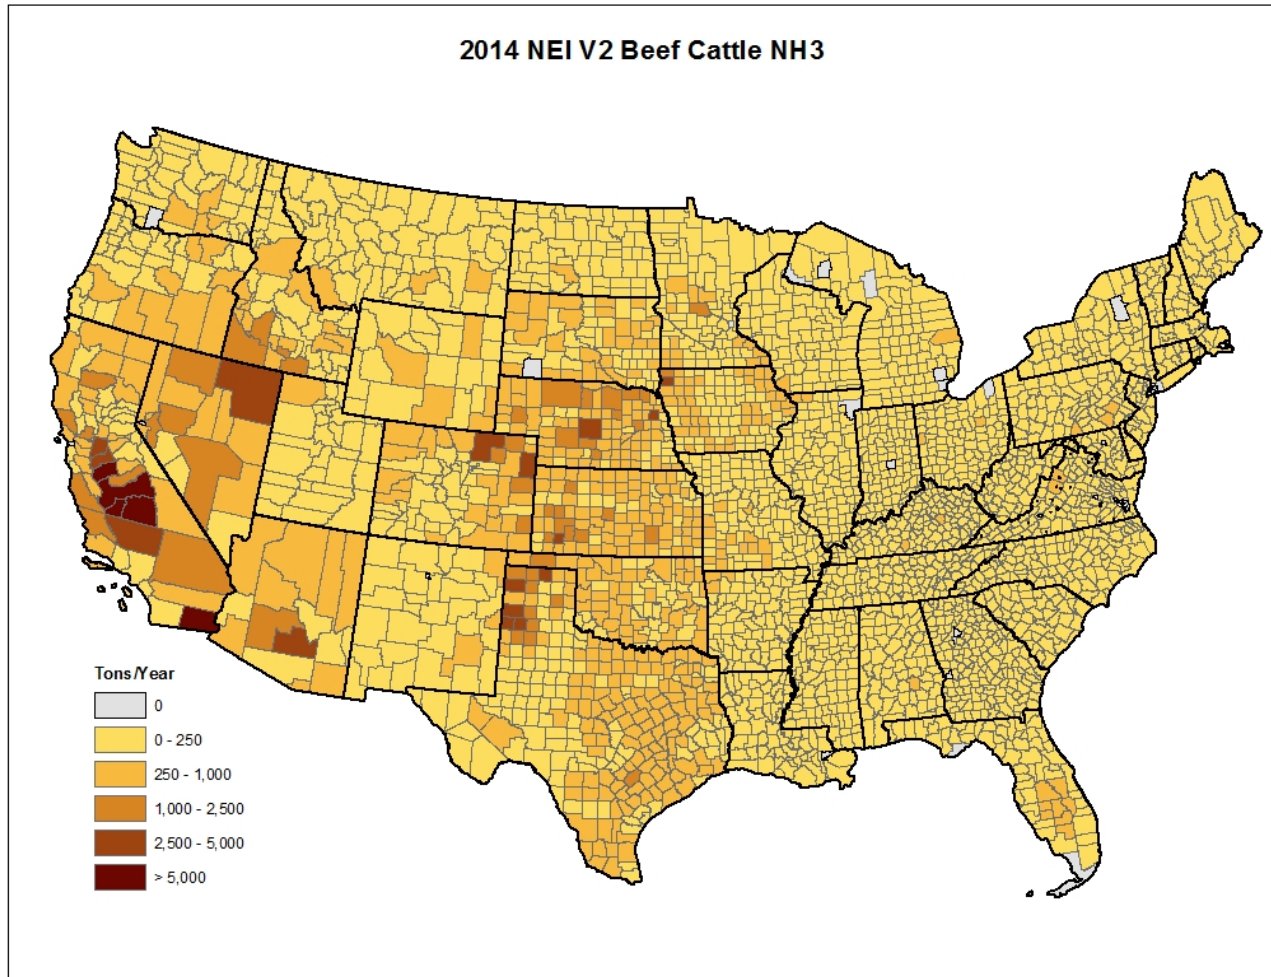 2014 NEI V2 Beef Cattle NH3
Tons/Year
0
0 - 250
250 - 1,000
1,000 - 2,500
2,500 - 5,000
> 5,000